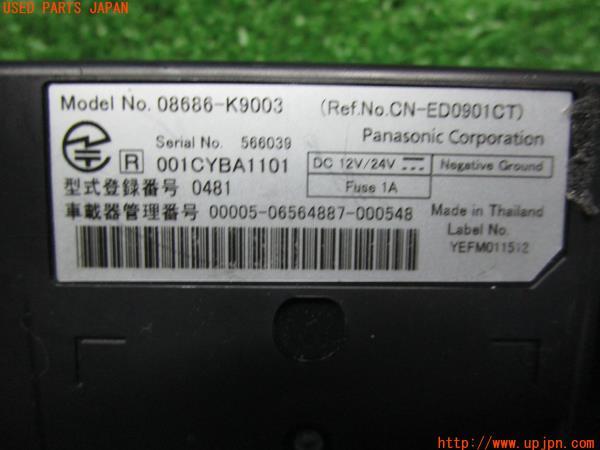 USED PARTS JAPAN
Model No. 08686-K9003 (Ref.No.CN-ED0901CT)
Serial No. 566039 Panasonic Corporation
R 001CYBA1101 DC 12V/24V Negative Ground
型式登録番号 0481 Fuse 1A
車載器管理番号 00005-06564887-000548 Made in Thailand
Label No.
YEFM011512
http://www.upjpn.com/